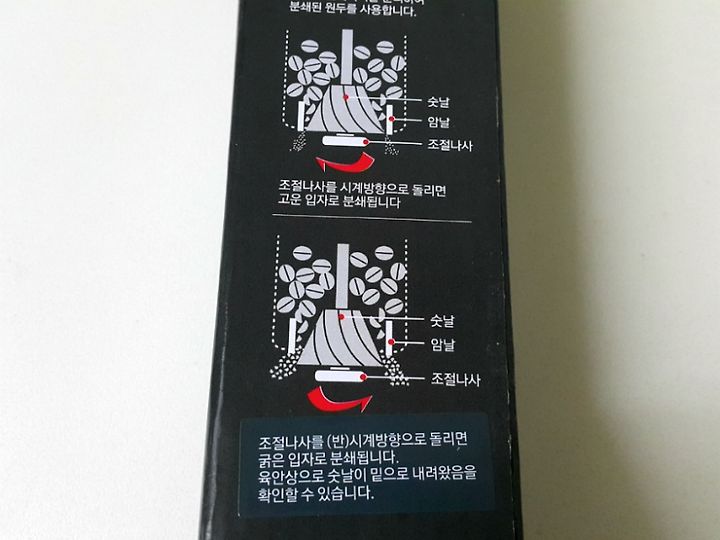 분쇄된 원두를 사용합니다.
숫날
암날
조절나사
조절나사를 시계방향으로 돌리면
고운 입자로 분쇄됩니다
숫날
암날
조절나사
조절나사를 (반)시계방향으로 돌리면
굵은 입자로 분쇄됩니다.
육안상으로 숫날이 밑으로 내려왔음을
확인할 수 있습니다.